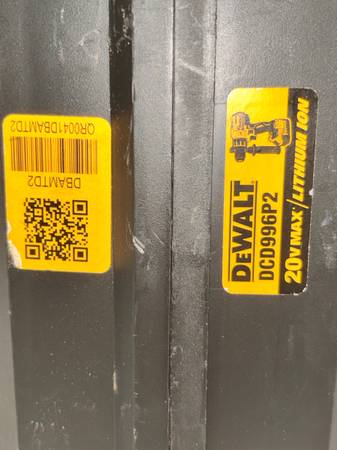 QR0041DBAMTD2
DBAMTD2
DEWALT
DCD996P2
20V MAX / LITHIUM ION